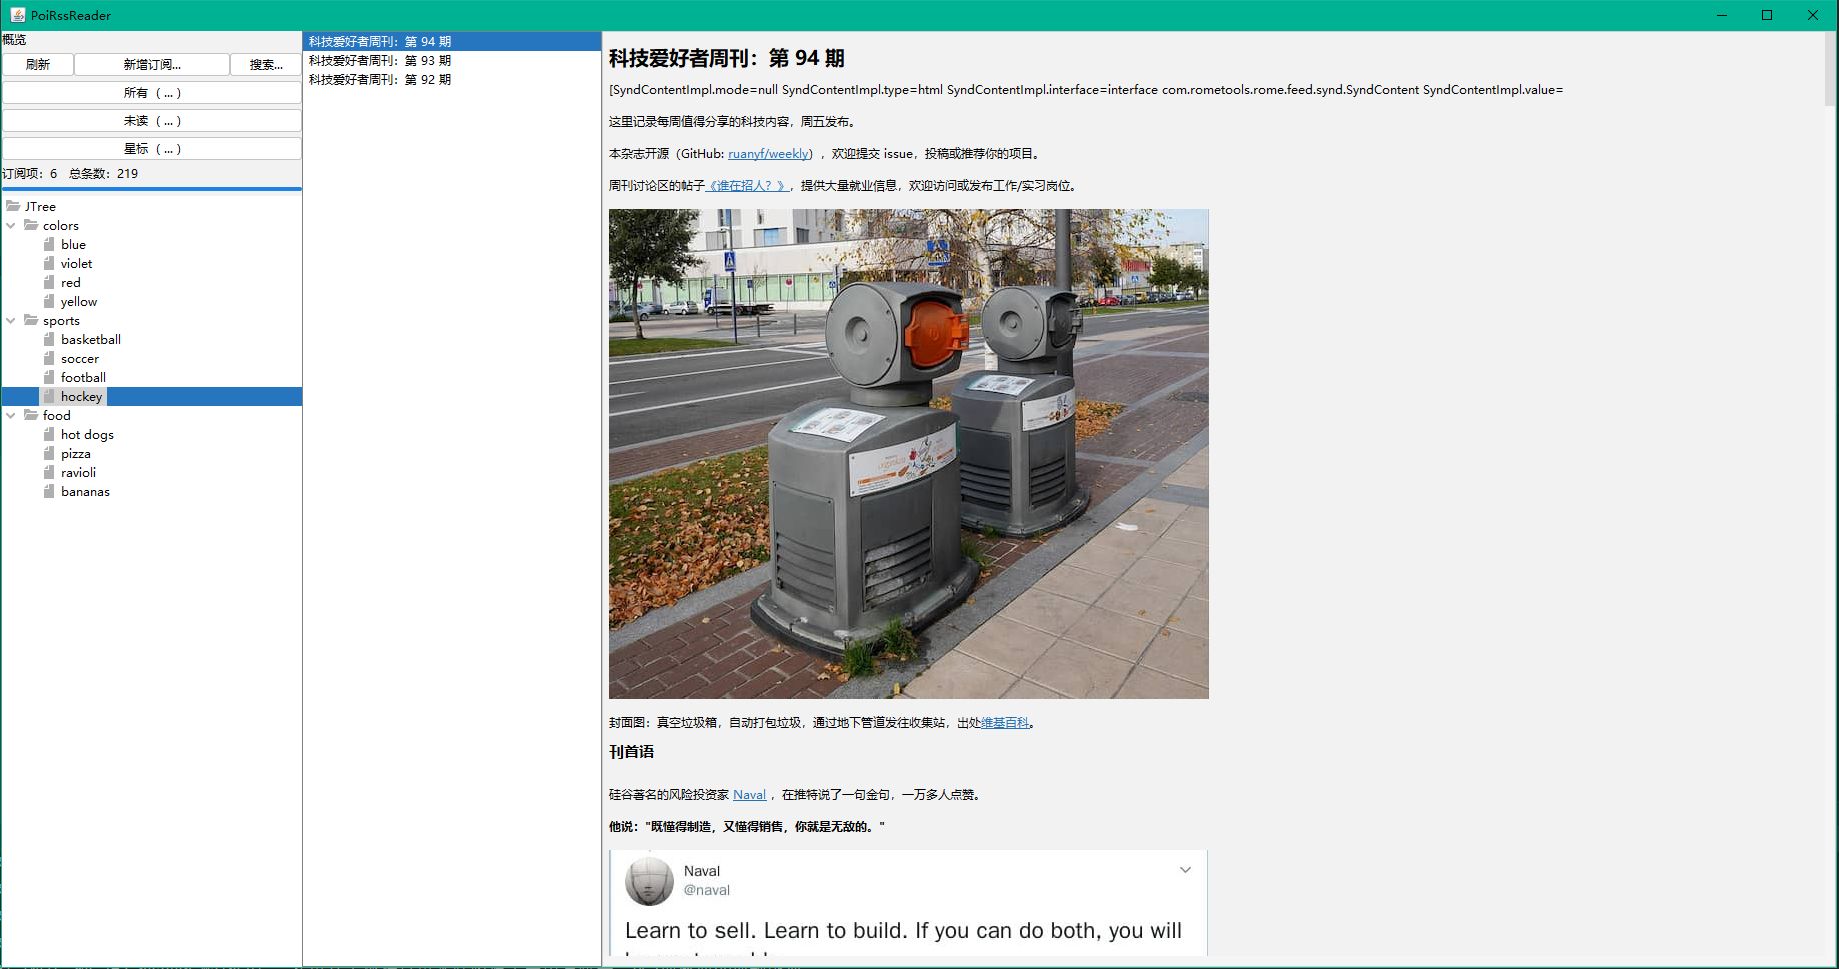 PoiRssReader
概览
刷新 新增订阅... 搜索...
所有（ ... ）
未读（ ... ）
星标（ ... ）
订阅项：6 总条数：219
JTree
colors
blue
violet
red
yellow
sports
basketball
soccer
football
hockey
food
hot dogs
pizza
ravioli
bananas
科技爱好者周刊：第 94 期
科技爱好者周刊：第 93 期
科技爱好者周刊：第 92 期
科技爱好者周刊：第 94 期
[SyndContentImpl.mode=null SyndContentImpl.type=html SyndContentImpl.interface=interface com.rometools.rome.feed.synd.SyndContent SyndContentImpl.value=
这里记录每周值得分享的科技内容，周五发布。
本杂志开源（GitHub: ruanyf/weekly），欢迎提交 issue，投稿或推荐你的项目。
周刊讨论区的帖子《谁在招人？》，提供大量就业信息，欢迎访问或发布工作/实习岗位。
封面图：真空垃圾箱，自动打包垃圾，通过地下管道发往收集站，出处维基百科。
刊首语
硅谷著名的风险投资家 Naval ，在推特说了一句金句，一万多人点赞。
他说："既懂得制造，又懂得销售，你就是无敌的。"
Naval
@naval
Learn to sell. Learn to build. If you can do both, you will